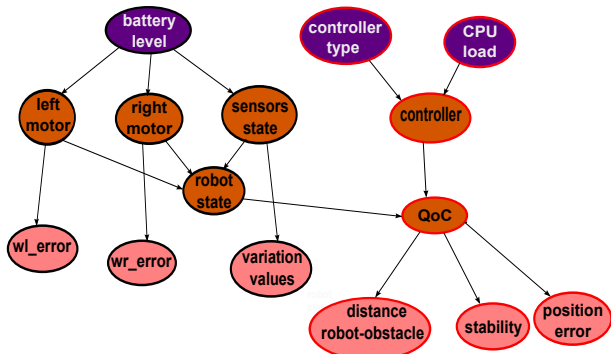 battery
level
controller
type
CPU
load
left
motor
right
motor
sensors
state
controller
robot
state
QoC
wl_error
wr_error
variation
values
distance
robot-obstacle
stability
position
error